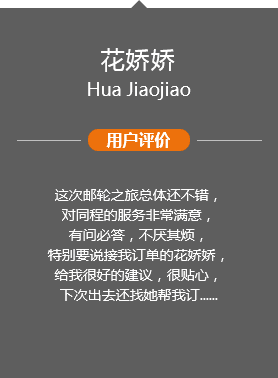 花娇娇
Hua Jiaojiao
用户评价
这次邮轮之旅总体还不错，
对同程的服务非常满意，
有问必答，不厌其烦，
特别要说接我订单的花娇娇，
给我很好的建议，很贴心，
下次出去还找她帮我订......